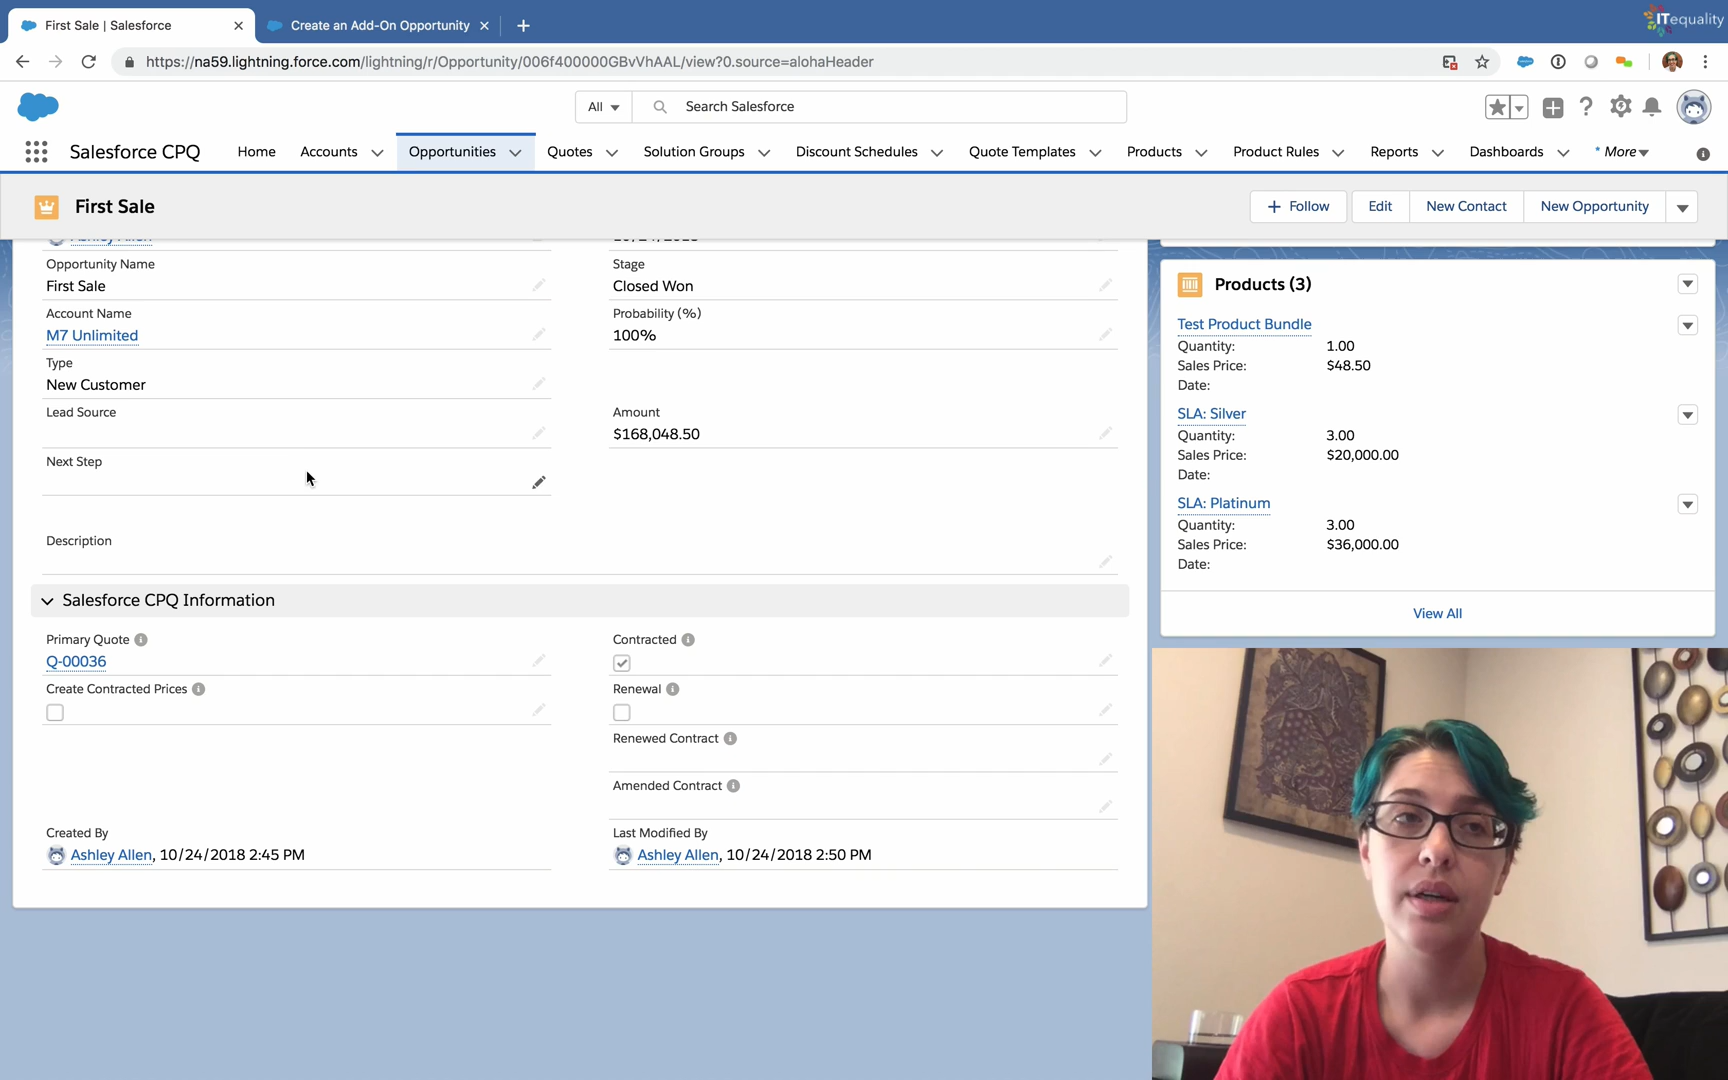 First Sale | Salesforce
Create an Add-On Opportunity
ITequality
https://na59.lightning.force.com/lightning/r/Opportunity/006f400000GBvVhAAL/view?0.source=alohaHeader
All
Search Salesforce
Salesforce CPQ
Home
Accounts
Opportunities
Quotes
Solution Groups
Discount Schedules
Quote Templates
Products
Product Rules
Reports
Dashboards
* More
First Sale
+ Follow
Edit
New Contact
New Opportunity
Ashley Allen
10/24/2018
Opportunity Name
First Sale
Stage
Closed Won
Account Name
M7 Unlimited
Probability (%)
100%
Type
New Customer
Lead Source
Amount
$168,048.50
Next Step
Description
Salesforce CPQ Information
Primary Quote
Q-00036
Contracted
Create Contracted Prices
Renewal
Renewed Contract
Amended Contract
Created By
Ashley Allen, 10/24/2018 2:45 PM
Last Modified By
Ashley Allen, 10/24/2018 2:50 PM
Products (3)
Test Product Bundle
Quantity: 1.00
Sales Price: $48.50
Date:
SLA: Silver
Quantity: 3.00
Sales Price: $20,000.00
Date:
SLA: Platinum
Quantity: 3.00
Sales Price: $36,000.00
Date:
View All